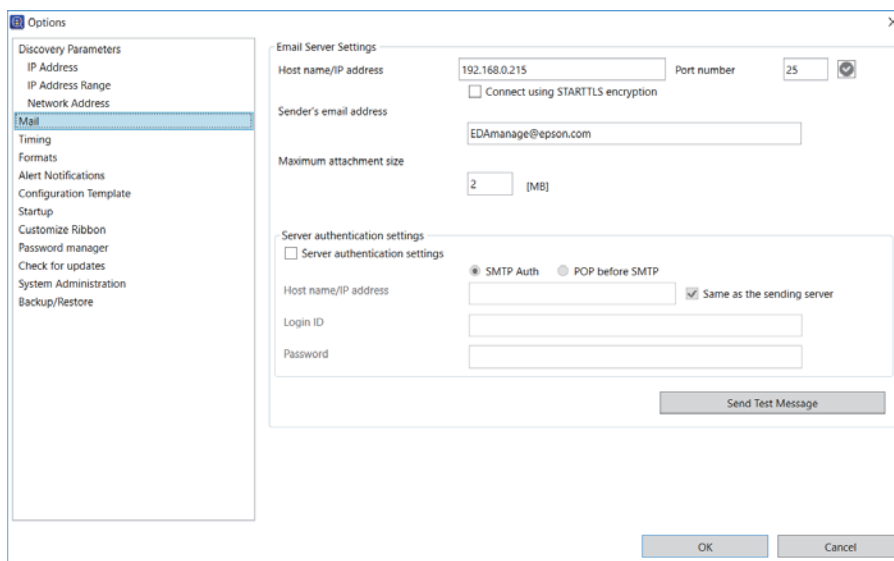 Options
Discovery Parameters
IP Address
IP Address Range
Network Address
Mail
Timing
Formats
Alert Notifications
Configuration Template
Startup
Customize Ribbon
Password manager
Check for updates
System Administration
Backup/Restore
Email Server Settings
Host name/IP address 192.168.0.215 Port number 25
Connect using STARTTLS encryption
Sender's email address
EDAmanage@epson.com
Maximum attachment size
2 [MB]
Server authentication settings
Server authentication settings
SMTP Auth POP before SMTP
Host name/IP address Same as the sending server
Login ID
Password
Send Test Message
OK Cancel